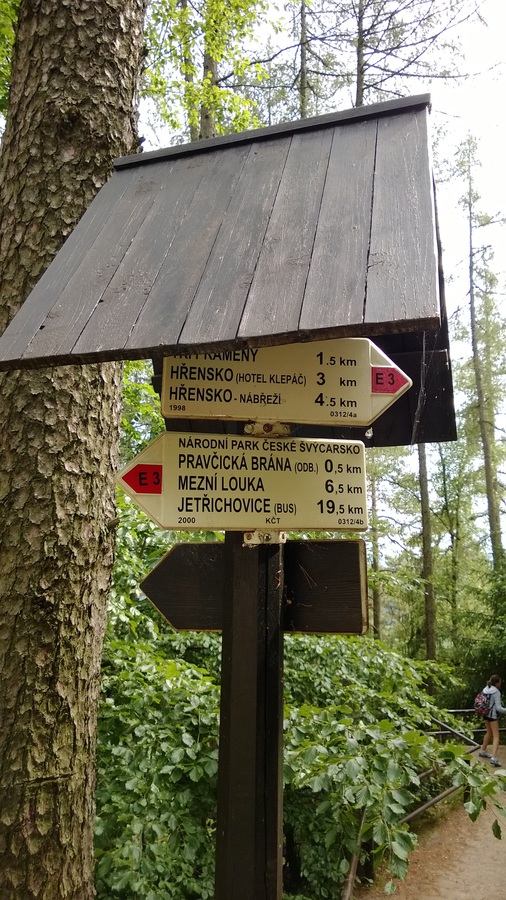 KAMENY 1.5 KM
HŘENSKO (HOTEL KLEPÁČ) 3 KM
HŘENSKO - NÁBŘEŽÍ 4.5 KM
E 3
1998 0312/4a
NÁRODNÍ PARK ČESKÉ ŠVÝCARSKO
PRAVČICKÁ BRÁNA (ODB.) 0,5 KM
MEZNÍ LOUKA 6,5 KM
JETŘICHOVICE (BUS) 19,5 KM
E 3
2000 KČT 0312/4b